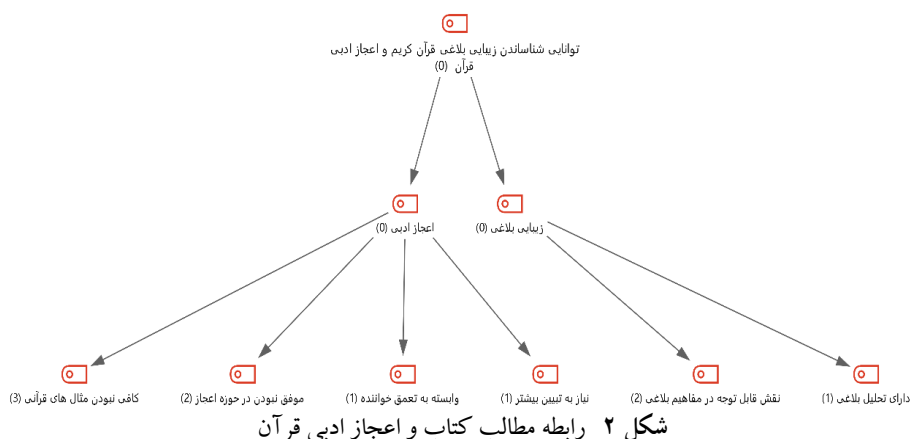 توانایی شناساندن زیبایی بلاغی قرآن کریم و اعجاز ادبی
قرآن (0)
زیبایی بلاغی (0)
اعجاز ادبی (0)
دارای تحلیل بلاغی (1)
نقش قابل توجه در مفاهیم بلاغی (2)
نیاز به تبیین بیشتر (1)
وابسته به تعمق خواننده (1)
موفق نبودن در حوزه اعجاز (2)
کافی نبودن مثال های قرآنی (3)
شکل ۲ رابطه مطالب کتاب و اعجاز ادبی قرآن